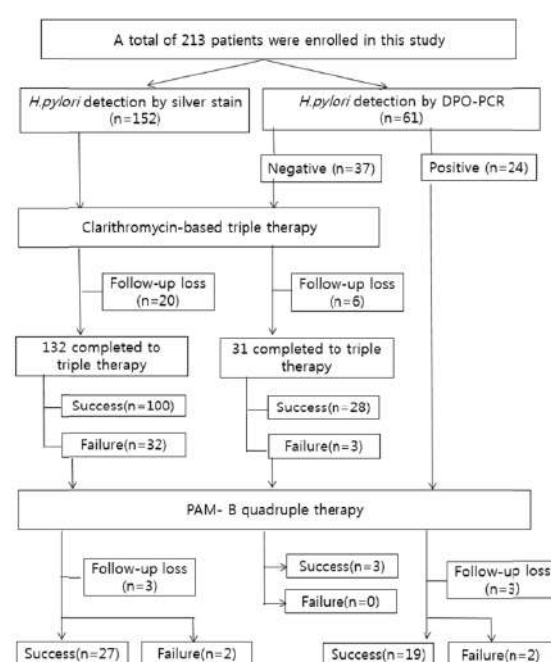 A total of 213 patients were enrolled in this study
H.pylori detection by silver stain
(n=152)
H.pylori detection by DPO-PCR
(n=61)
Negative (n=37)
Positive (n=24)
Clarithromycin-based triple therapy
Follow-up loss
(n=20)
Follow-up loss
(n=6)
132 completed to
triple therapy
31 completed to triple
therapy
Success(n=100)
Success(n=28)
Failure(n=32)
Failure(n=3)
PAM- B quadruple therapy
Follow-up loss
(n=3)
Success(n=3)
Failure(n=0)
Follow-up loss
(n=3)
Success(n=27)
Failure(n=2)
Success(n=19)
Failure(n=2)